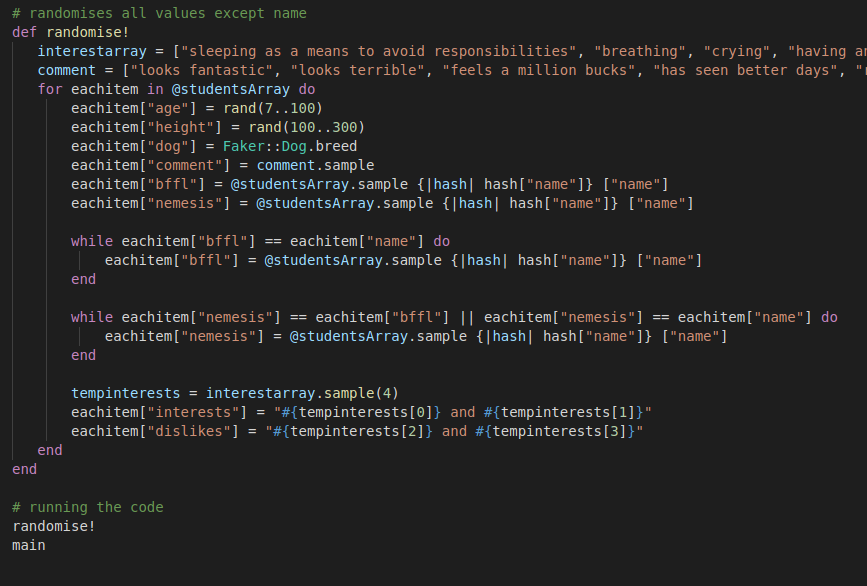 # randomises all values except name
def randomise!
interestarray = ["sleeping as a means to avoid responsibilities", "breathing", "crying", "having
comment = ["looks fantastic", "looks terrible", "feels a million bucks", "has seen better days", "
for eachitem in @studentsArray do
eachitem["age"] = rand(7..100)
eachitem["height"] = rand(100..300)
eachitem["dog"] = Faker::Dog.breed
eachitem["comment"] = comment.sample
eachitem["bffl"] = @studentsArray.sample {|hash| hash["name"]} ["name"]
eachitem["nemesis"] = @studentsArray.sample {|hash| hash["name"]} ["name"]
while eachitem["bffl"] == eachitem["name"] do
eachitem["bffl"] = @studentsArray.sample {|hash| hash["name"]} ["name"]
end
while eachitem["nemesis"] == eachitem["bffl"] || eachitem["nemesis"] == eachitem["name"] do
eachitem["nemesis"] = @studentsArray.sample {|hash| hash["name"]} ["name"]
end
tempinterests = interestarray.sample(4)
eachitem["interests"] = "#{tempinterests[0]} and #{tempinterests[1]}"
eachitem["dislikes"] = "#{tempinterests[2]} and #{tempinterests[3]}"
end
end
# running the code
randomise!
main